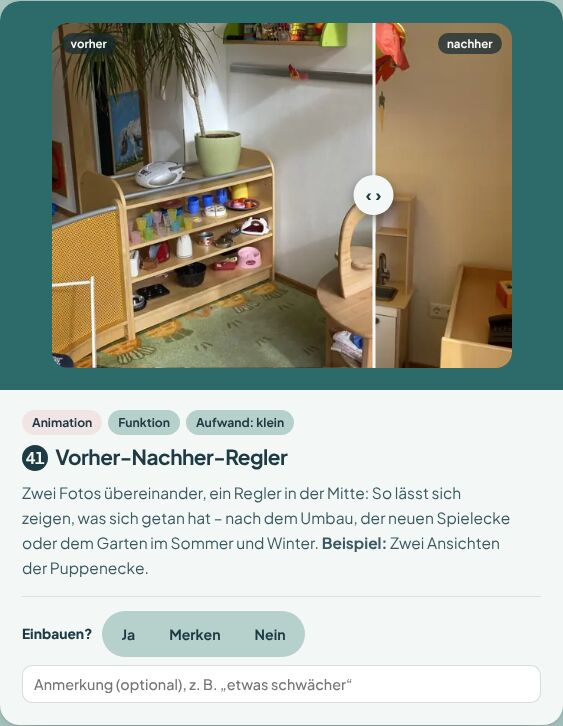 vorher
nachher
Animation
Funktion
Aufwand: klein
41 Vorher-Nachher-Regler
Zwei Fotos übereinander, ein Regler in der Mitte: So lässt sich
zeigen, was sich getan hat – nach dem Umbau, der neuen Spielecke
oder dem Garten im Sommer und Winter. Beispiel: Zwei Ansichten
der Puppenecke.
Einbauen?
Ja
Merken
Nein
Anmerkung (optional), z. B. „etwas schwächer“